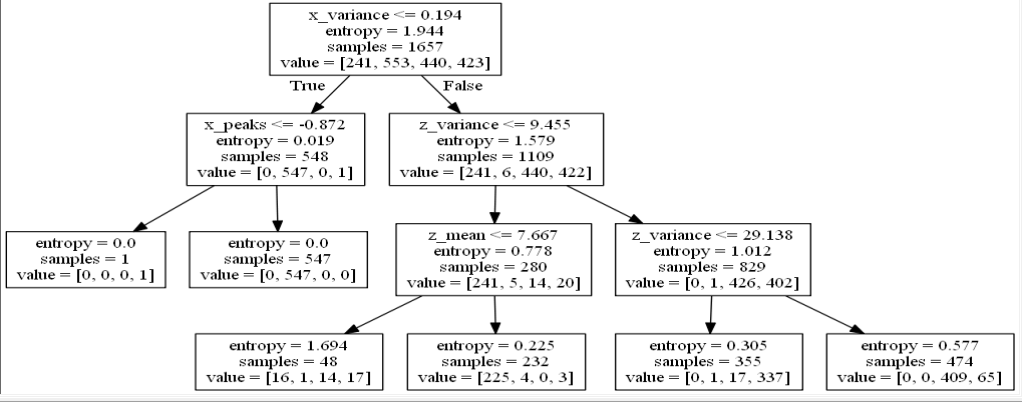 x_variance <= 0.194
entropy = 1.944
samples = 1657
value = [241, 553, 440, 423]
True
False
x_peaks <= -0.872
entropy = 0.019
samples = 548
value = [0, 547, 0, 1]
z_variance <= 9.455
entropy = 1.579
samples = 1109
value = [241, 6, 440, 422]
entropy = 0.0
samples = 1
value = [0, 0, 0, 1]
entropy = 0.0
samples = 547
value = [0, 547, 0, 0]
z_mean <= 7.667
entropy = 0.778
samples = 280
value = [241, 5, 14, 20]
z_variance <= 29.138
entropy = 1.012
samples = 829
value = [0, 1, 426, 402]
entropy = 1.694
samples = 48
value = [16, 1, 14, 17]
entropy = 0.225
samples = 232
value = [225, 4, 0, 3]
entropy = 0.305
samples = 355
value = [0, 1, 17, 337]
entropy = 0.577
samples = 474
value = [0, 0, 409, 65]